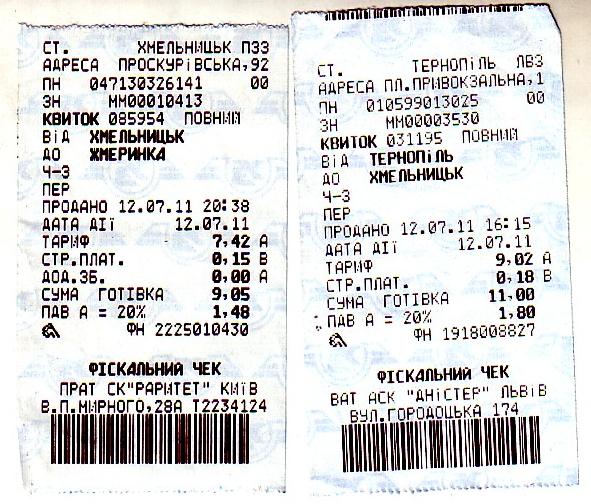 СТ. ХМЕЛЬНИЦЬК ПЗЗ
АДРЕСА ПРОСКУРІВСЬКА,92
ПН 047130326141 00
ЗН ММ00010413
КВИТОК 085954 ПОВНИЙ
ВіД ХМЕЛЬНИЦЬК
ДО ЖМЕРИНКА
Ч-З
ПЕР
ПРОДАНО 12.07.11 20:38
ДАТА ДІЇ 12.07.11
ТАРИФ 7,42 А
СТР.ПЛАТ. 0,15 В
ДОД.ЗБ. 0,00 А
СУМА ГОТІВКА 9,05
ПДВ А = 20% 1,48
ФН 2225010430
ФІСКАЛЬНИЙ ЧЕК
ПРАТ СК"РАРИТЕТ" КИЇВ
В.П.МИРНОГО,28А Т2234124
СТ. ТЕРНОПІЛЬ ЛВЗ
АДРЕСА ПЛ.ПРИВОКЗАЛЬНА,1
ПН 010599013025 00
ЗН ММ00003530
КВИТОК 031195 ПОВНИЙ
ВіД ТЕРНОПІЛЬ
ДО ХМЕЛЬНИЦЬК
Ч-З
ПЕР
ПРОДАНО 12.07.11 16:15
ДАТА ДІЇ 12.07.11
ТАРИФ 9,02 А
СТР.ПЛАТ. 0,18 В
СУМА ГОТІВКА 11,00
ПДВ А = 20% 1,80
ФН 1918008827
ФІСКАЛЬНИЙ ЧЕК
ВАТ АСК "ДНІСТЕР" ЛЬВІВ
ВУЛ.ГОРОДОЦЬКА 174